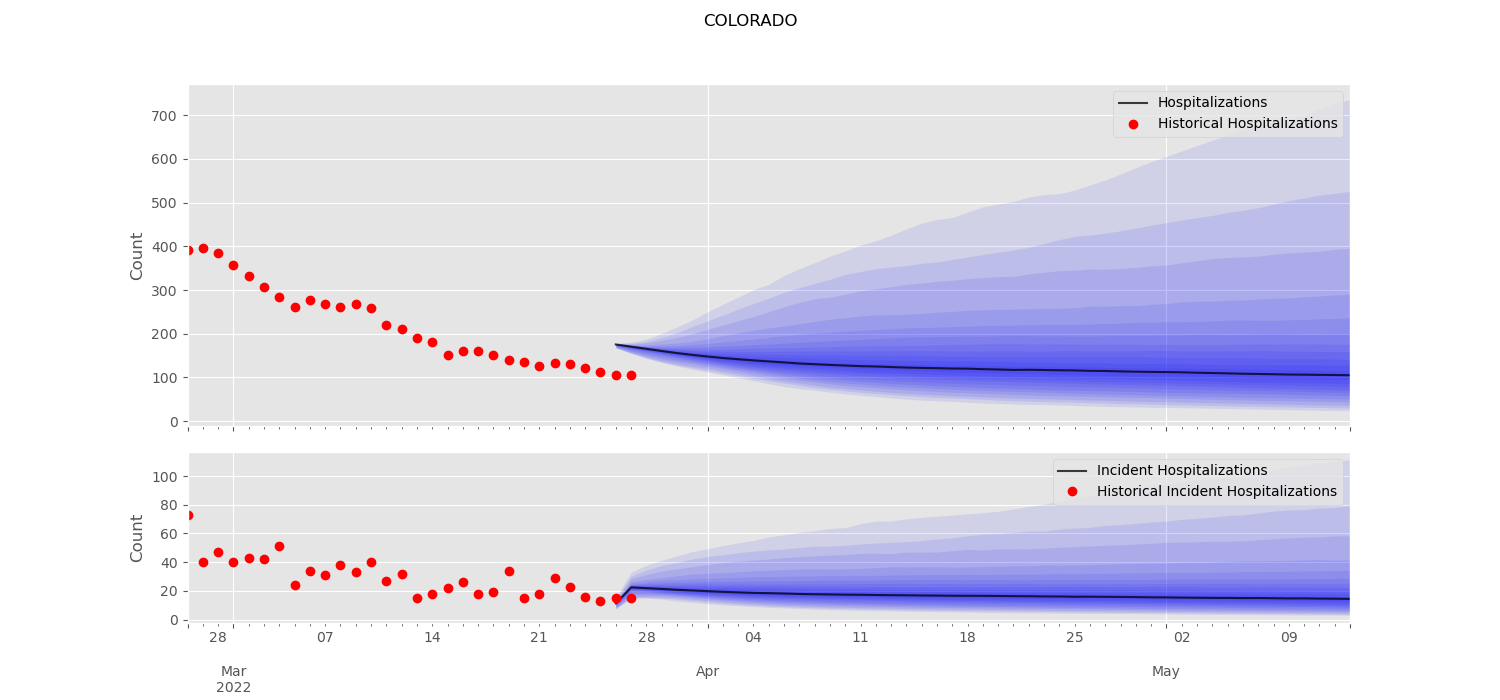 COLORADO
Hospitalizations
Historical Hospitalizations
Count
700
600
500
400
300
200
100
0
Incident Hospitalizations
Historical Incident Hospitalizations
Count
100
80
60
40
20
0
28 07 14 21 28 04 11 18 25 02 09
Mar Apr May
2022